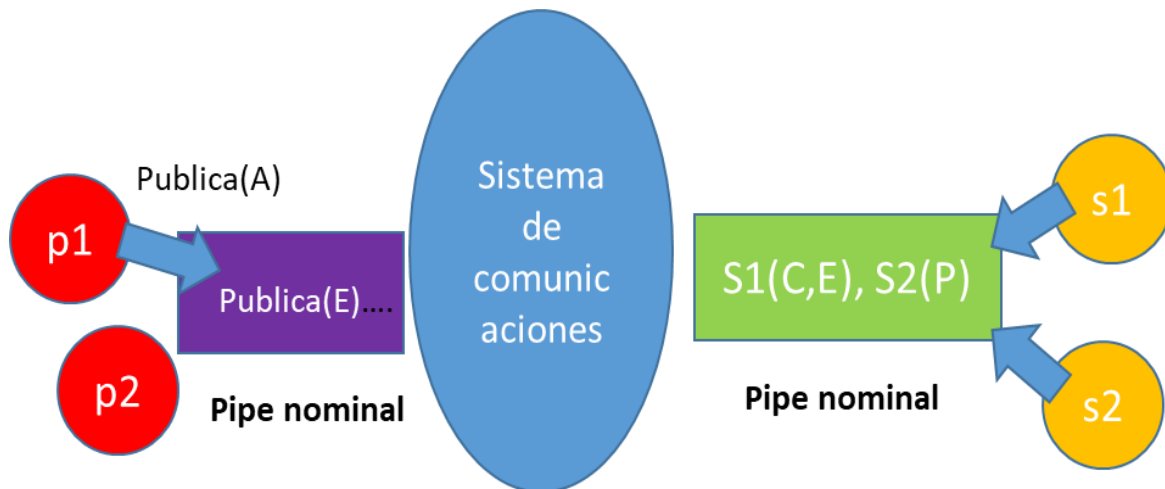 Publica(A)
p1
Publica(E)....
p2
Pipe nominal
Sistema
de
comunic
aciones
S1(C,E), S2(P)
Pipe nominal
s1
s2